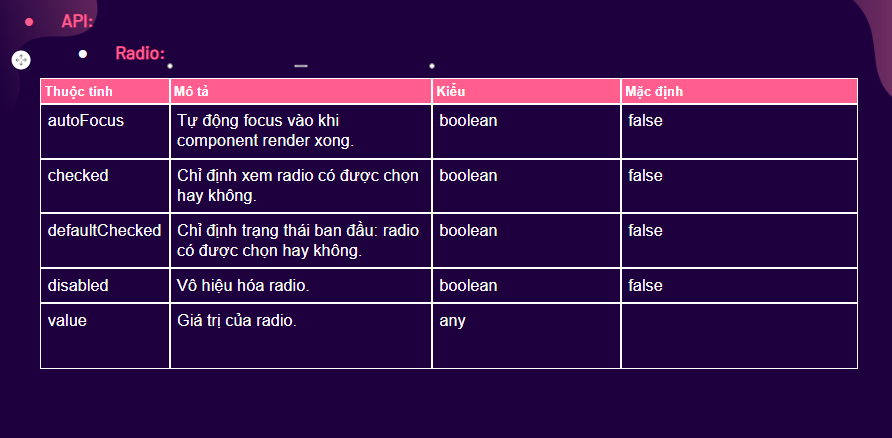 API:
Radio:
Thuộc tính Mô tả Kiểu Mặc định
autoFocus Tự động focus vào khi boolean false
component render xong.
checked Chỉ định xem radio có được chọn boolean false
hay không.
defaultChecked Chỉ định trạng thái ban đầu: radio boolean false
có được chọn hay không.
disabled Vô hiệu hóa radio. boolean false
value Giá trị của radio. any